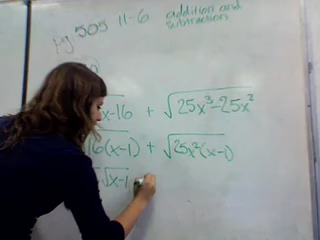 pg 505 11-6 addition and
subtraction
x-16 + √25x³-25x²
16(x-1) + √25x²(x-1)
√x-1